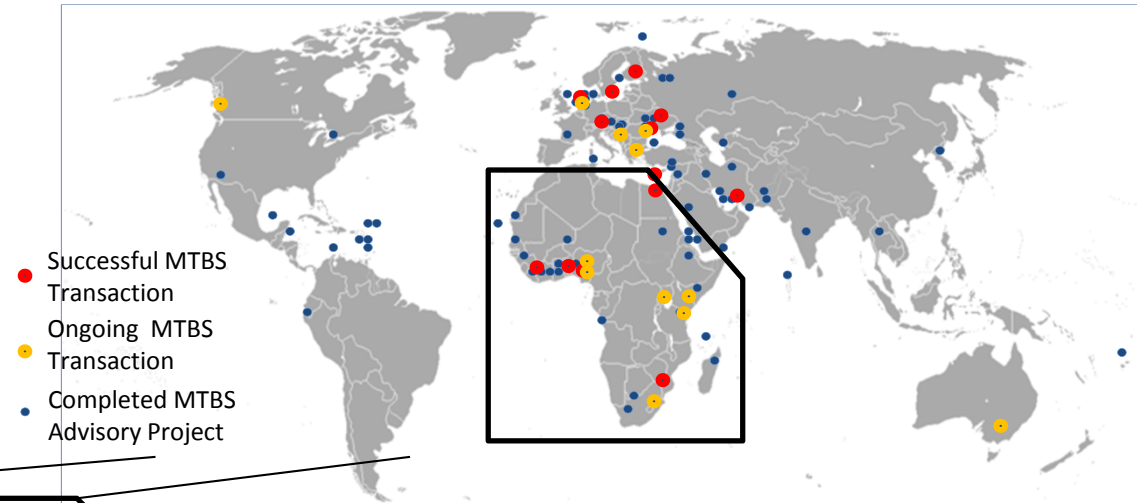 Successful MTBS
Transaction
Ongoing  MTBS
Transaction
Completed MTBS
Advisory Project